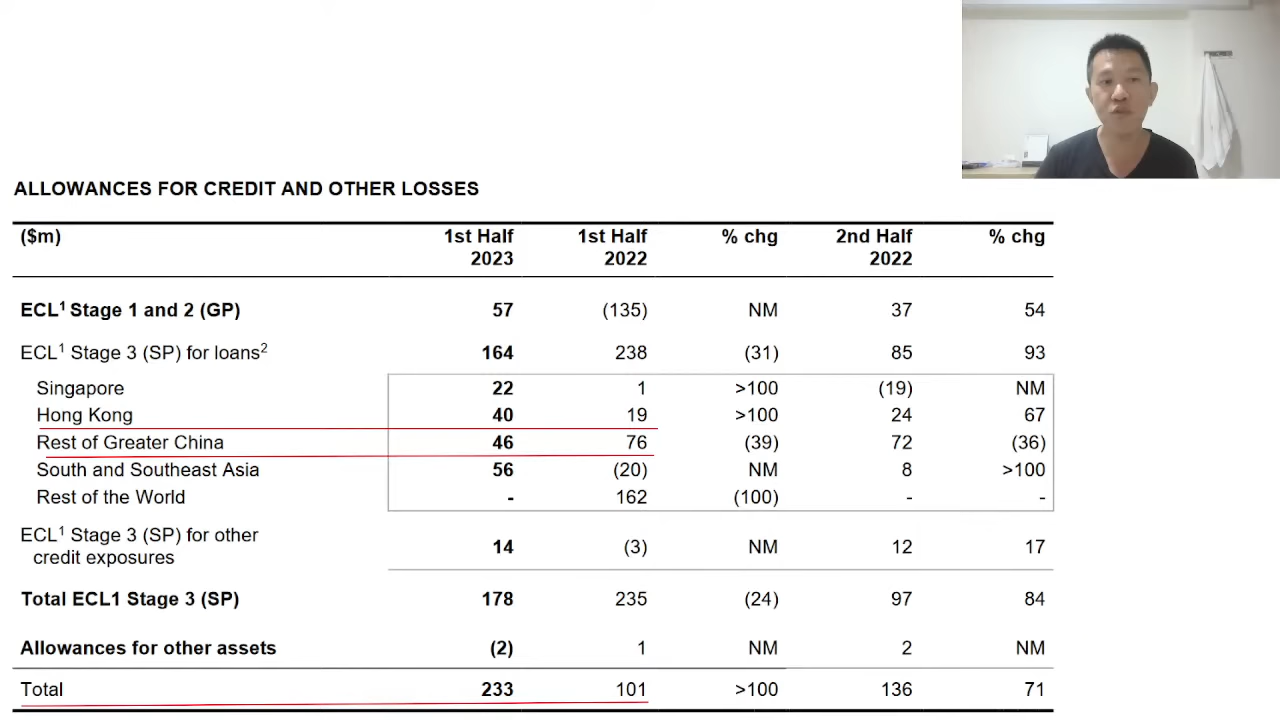 ALLOWANCES FOR CREDIT AND OTHER LOSSES
($m) 1st Half 2023 1st Half 2022 % chg 2nd Half 2022 % chg
ECL1 Stage 1 and 2 (GP) 57 (135) NM 37 54
ECL1 Stage 3 (SP) for loans2 164 238 (31) 85 93
Singapore 22 1 >100 (19) NM
Hong Kong 40 19 >100 24 67
Rest of Greater China 46 76 (39) 72 (36)
South and Southeast Asia 56 (20) NM 8 >100
Rest of the World - 162 (100) - -
ECL1 Stage 3 (SP) for other
credit exposures 14 (3) NM 12 17
Total ECL1 Stage 3 (SP) 178 235 (24) 97 84
Allowances for other assets (2) 1 NM 2 NM
Total 233 101 >100 136 71